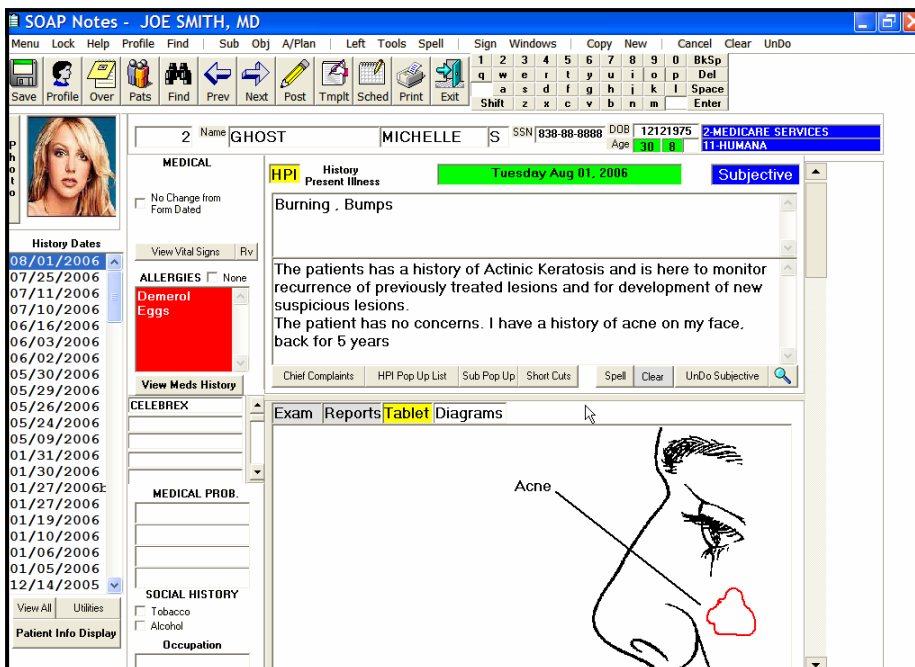 SOAP Notes - JOE SMITH, MD
Menu Lock Help Profile Find | Sub Obj A/Plan | Left Tools Spell | Sign Windows | Copy New | Cancel Clear UnDo
Save Profile Over Pats Find Prev Next Post Tmplt Sched Print Exit
1 2 3 4 5 6 7 8 9 0 BkSp
q w e r t y u i o p Del
a s d f g h j k l Space
Shift z x c v b n m Enter
Photo
2 Name GHOST MICHELLE S SSN 838-88-8888 DOB 12121975 2-MEDICARE SERVICES
Age 30 8 11-HUMANA
MEDICAL
No Change from
Form Dated
View Vital Signs Rv
ALLERGIES None
Demerol
Eggs
View Meds History
CELEBREX
MEDICAL PROB.
SOCIAL HISTORY
Tobacco
Alcohol
Occupation
History Dates
08/01/2006
07/25/2006
07/11/2006
07/10/2006
06/16/2006
06/03/2006
06/02/2006
05/30/2006
05/29/2006
05/26/2006
05/24/2006
05/09/2006
01/31/2006
01/30/2006
01/27/2006b
01/27/2006
01/19/2006
01/10/2006
01/06/2006
01/05/2006
12/14/2005
View All Utilities
Patient Info Display
HPI History
Present Illness
Tuesday Aug 01, 2006
Subjective
Burning , Bumps
The patients has a history of Actinic Keratosis and is here to monitor
recurrence of previously treated lesions and for development of new
suspicious lesions.
The patient has no concerns. I have a history of acne on my face,
back for 5 years
Chief Complaints HPI Pop Up List Sub Pop Up Short Cuts Spell Clear UnDo Subjective
Exam Reports Tablet Diagrams
Acne